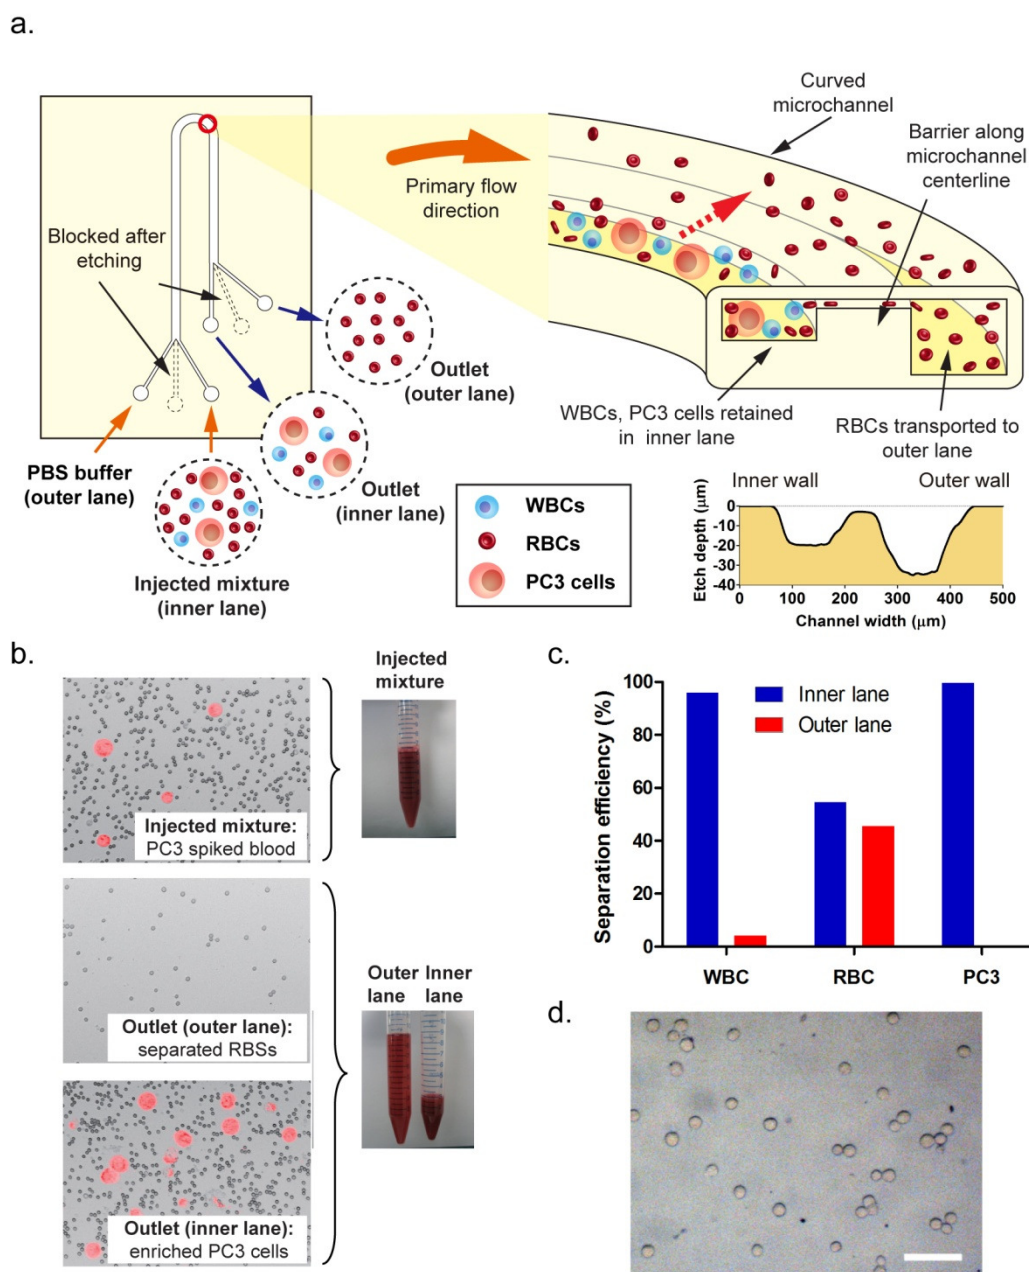 a.
Curved
microchannel
Barrier along
microchannel
centerline
Primary flow
direction
Blocked after
etching
Outlet
(outer lane)
WBCs, PC3 cells retained
in inner lane
RBCs transported to
outer lane
PBS buffer
(outer lane)
Outlet
(inner lane)
Injected mixture
(inner lane)
WBCs
RBCs
PC3 cells
Inner wall
Outer wall
Etch depth (μm)
0
-10
-20
-30
-40
0
100
200
300
400
500
Channel width (μm)
b.
Injected
mixture
Injected mixture:
PC3 spiked blood
Outlet (outer lane):
separated RBSs
Outer Inner
lane lane
Outlet (inner lane):
enriched PC3 cells
c.
Separation efficiency (%)
100
80
60
40
20
0
Inner lane
Outer lane
WBC
RBC
PC3
d.